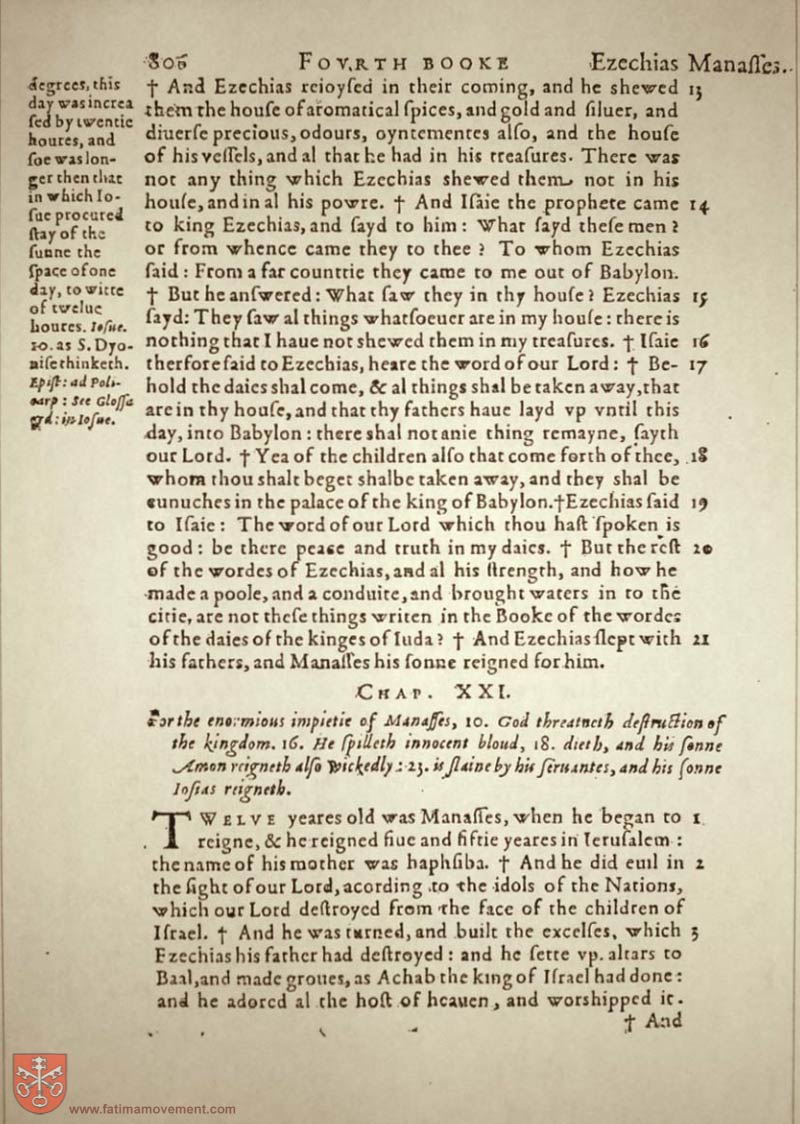 806 FOVRTH BOOKE Ezechias Manaſſes.
degrees, this
day was increa
ſed by twentie
houres, and
ſoe was lon-
ger then that
in which Io-
ſue procured
ſtay of the
ſunne the
ſpace of one
day, to witte
of twelue
houres. Ioſue.
10. as S. Dyo-
niſe thinketh.
Epiſt: ad Poli-
carp: See Gloſſa
ord: in Ioſue.
† And Ezechias reioyſed in their coming, and he shewed 13
them the houſe of aromatical ſpices, and gold and ſiluer, and
diuerſe precious, odours, oyntementes alſo, and the houſe
of his veſſels, and al that he had in his treaſures. There was
not any thing which Ezechias shewed them not in his
houſe, and in al his powre. † And Iſaie the prophete came 14
to king Ezechias, and ſayd to him: What ſayd theſe men?
or from whence came they to thee? To whom Ezechias
ſaid: From a far countrie they came to me out of Babylon.
† But he anſwered: What ſaw they in thy houſe? Ezechias 15
ſayd: They ſaw al things whatſoeuer are in my houſe: there is
nothing that I haue not shewed them in my treaſures. † Iſaie 16
therfore ſaid to Ezechias, heare the word of our Lord: † Be- 17
hold the daies shal come, & al things shal be taken away, that
are in thy houſe, and that thy fathers haue layd vp vntil this
day, into Babylon: there shal not anie thing remayne, ſayth
our Lord. † Yea of the children alſo that come forth of thee, 18
whom thou shalt beget shalbe taken away, and they shal be
eunuches in the palace of the king of Babylon. † Ezechias ſaid 19
to Iſaie: The word of our Lord which thou haſt ſpoken is
good: be there peace and truth in my daies. † But the reſt 20
of the wordes of Ezechias, and al his ſtrength, and how he
made a poole, and a conduite, and brought waters in to the
citie, are not theſe things writen in the Booke of the wordes
of the daies of the kinges of Iuda? † And Ezechias ſlept with 21
his fathers, and Manaſſes his ſonne reigned for him.
CHAP. XXI.
For the enormious impietie of Manaſſes, 10. God threatneth deſtruction of
the kingdom. 16. He ſpilleth innocent bloud, 18. dieth, and his ſonne
Amon reigneth alſo wickedly: 23. is ſlaine by his ſeruantes, and his ſonne
Ioſias reigneth.
TWELVE yeares old was Manaſſes, when he began to 1
reigne, & he reigned fiue and fiftie yeares in Ieruſalem:
the name of his mother was haphſiba. † And he did euil in 2
the ſight of our Lord, acording to the idols of the Nations,
which our Lord deſtroyed from the face of the children of
Iſrael. † And he was turned, and built the excelſes, which 3
Ezechias his father had deſtroyed: and he ſette vp altars to
Baal, and made groues, as Achab the king of Iſrael had done:
and he adored al the hoſt of heauen, and worshipped it.
† And
www.fatimamovement.com